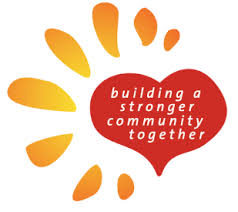 building a
stronger
community
together